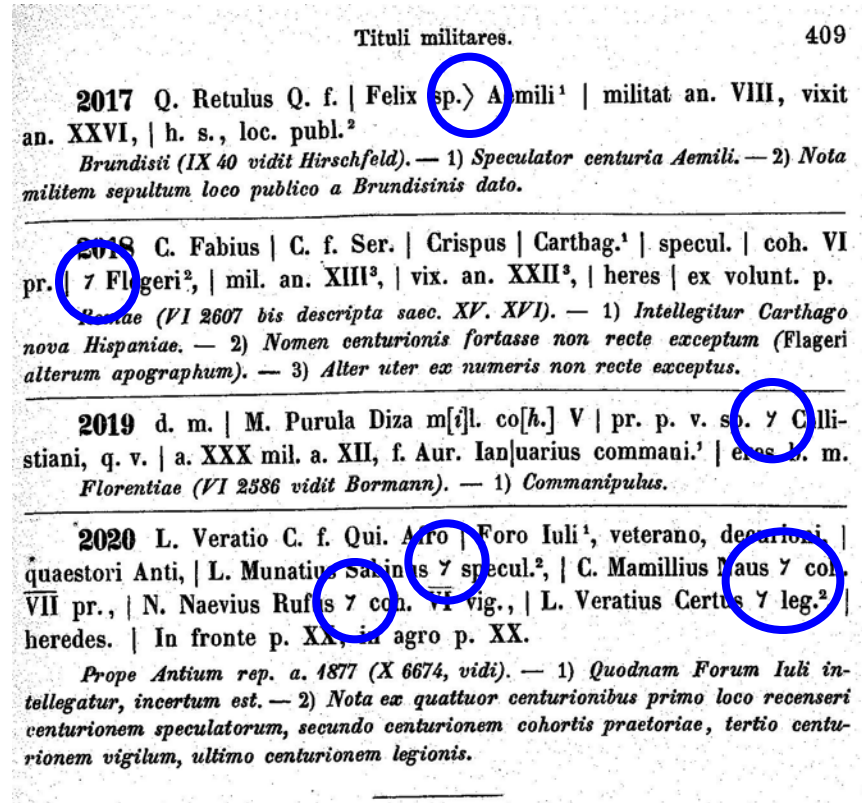 Tituli militares. 409
2017 Q. Retulus Q. f. | Felix sp.〉 Aemili¹ | militat an. VIII, vixit
an. XXVI, | h. s., loc. publ.²
Brundisii (IX 40 vidit Hirschfeld). — 1) Speculator centuria Aemili. — 2) Nota
militem sepultum loco publico a Brundisinis dato.
2018 C. Fabius | C. f. Ser. | Crispus | Carthag.¹ | specul. | coh. VI
pr. | 7 Flegeri², | mil. an. XIII³, | vix. an. XXII³, | heres | ex volunt. p.
Romae (VI 2607 bis descripta saec. XV. XVI). — 1) Intellegitur Carthago
nova Hispaniae. — 2) Nomen centurionis fortasse non recte exceptum (Flageri
alterum apographum). — 3) Alter uter ex numeris non recte exceptus.
2019 d. m. | M. Purula Diza m[i]l. co[h.] V | pr. p. v. sp. 7 Calli-
stiani, q. v. | a. XXX mil. a. XII, f. Aur. Ian|uarius commani.¹ | eres b. m.
Florentiae (VI 2586 vidit Bormann). — 1) Commanipulus.
2020 L. Veratio C. f. Qui. Afro | Foro Iuli¹, veterano, decurioni, |
quaestori Anti, | L. Munatius Sabinus 7 specul.², | C. Mamillius Naus 7 coh.
V̅I̅I̅ pr., | N. Naevius Rufus 7 coh. V̅I̅ vig., | L. Veratius Certus 7 leg.² |
heredes. | In fronte p. XX, in agro p. XX.
Prope Antium rep. a. 1877 (X 6674, vidi). — 1) Quodnam Forum Iuli in-
tellegatur, incertum est. — 2) Nota ex quattuor centurionibus primo loco recenseri
centurionem speculatorum, secundo centurionem cohortis praetoriae, tertio centu-
rionem vigilum, ultimo centurionem legionis.